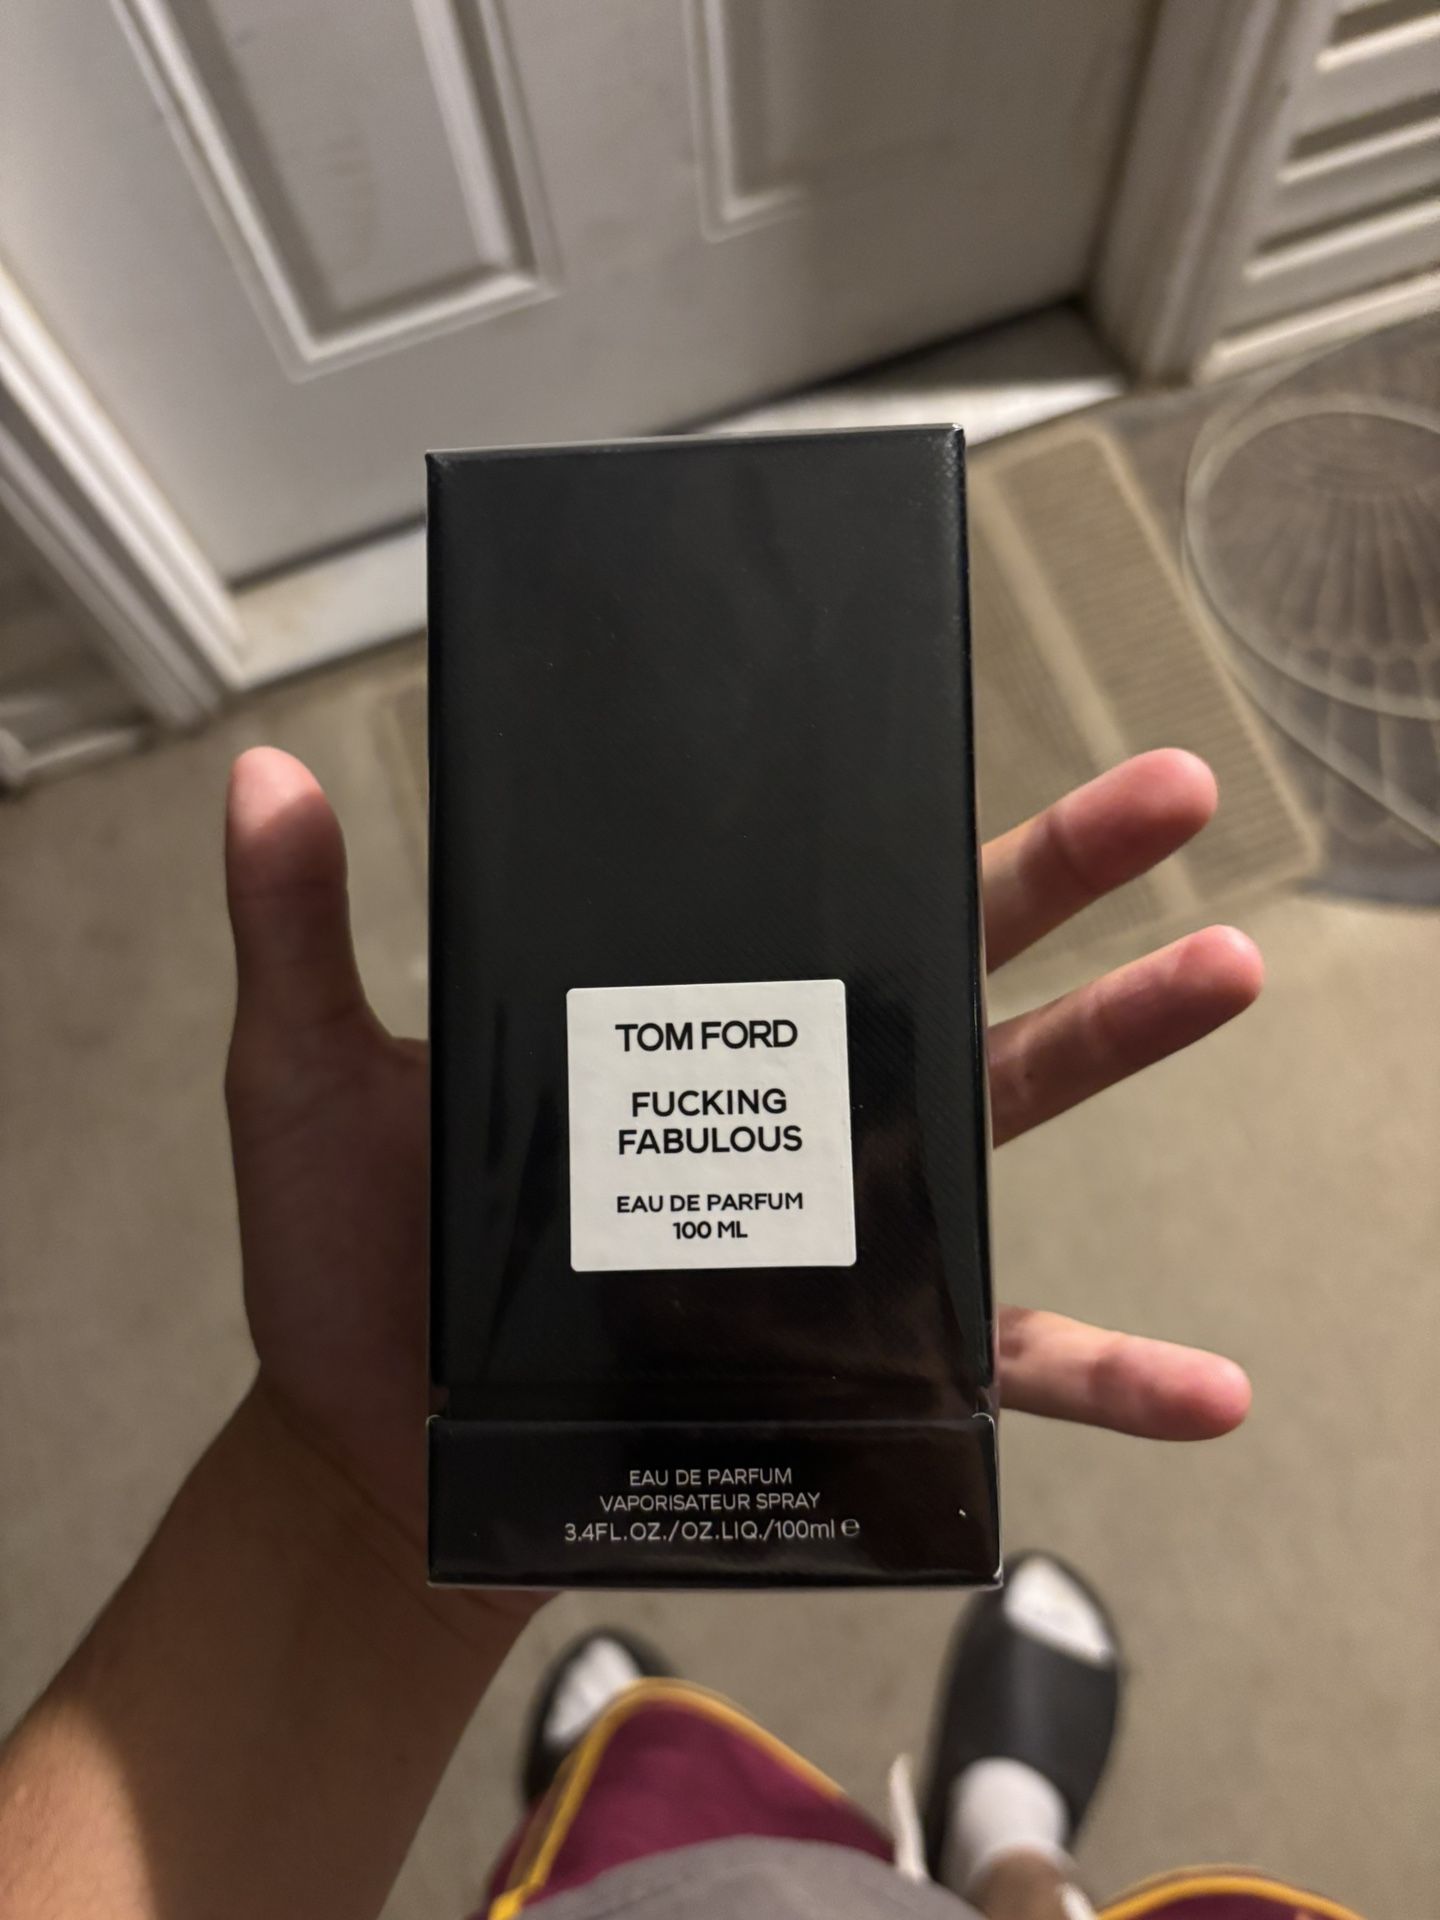 TOM FORD
FUCKING
FABULOUS
EAU DE PARFUM
100 ML
EAU DE PARFUM
VAPORISATEUR SPRAY
3.4FL.OZ./OZ.LIQ./100ml ℮